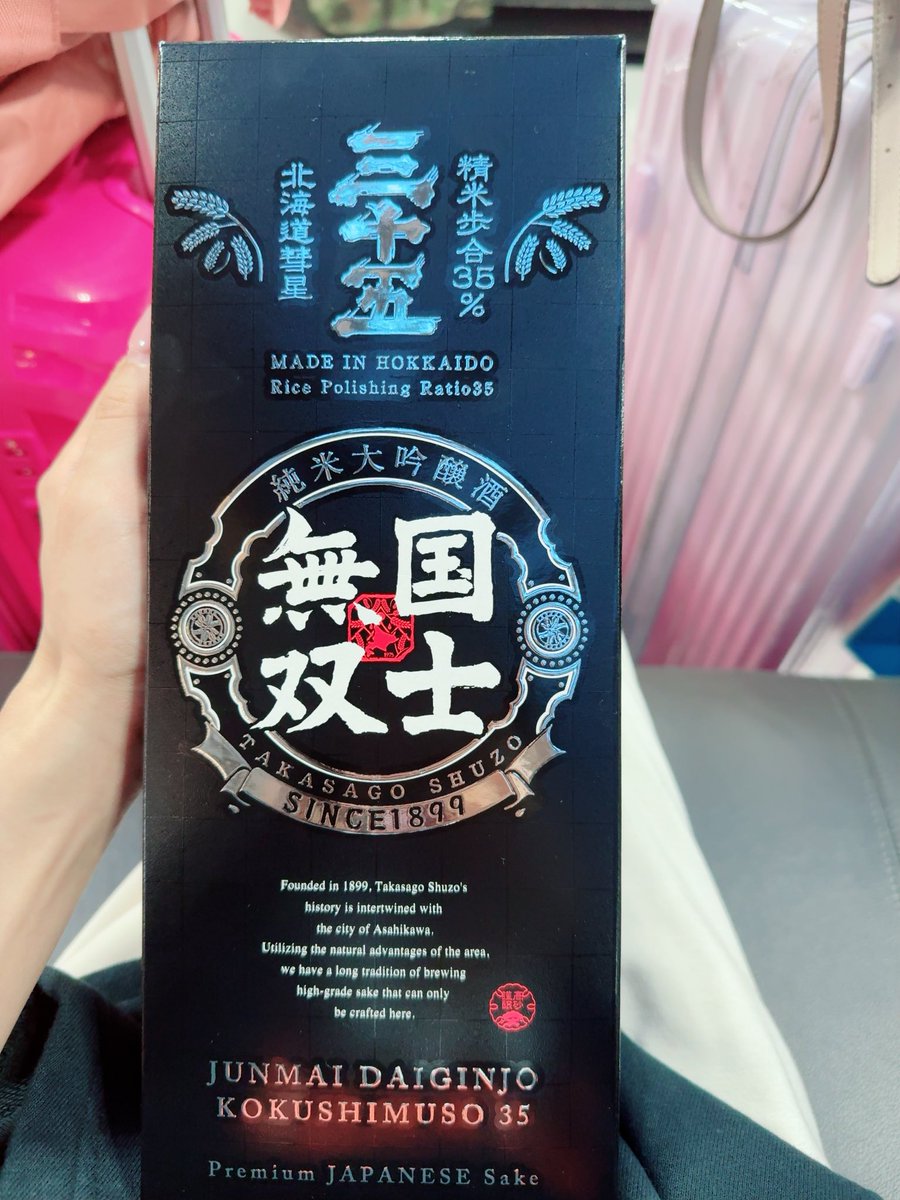 北海道彗星
三十五
精米歩合35%
MADE IN HOKKAIDO
Rice Polishing Ratio35
純米大吟醸酒
国士
無双
TAKASAGO SHUZO
SINCE1899
Founded in 1899, Takasago Shuzo's
history is intertwined with
the city of Asahikawa.
Utilizing the natural advantages of the area,
we have a long tradition of brewing
high-grade sake that can only
be crafted here.
JUNMAI DAIGINJO
KOKUSHIMUSO 35
Premium JAPANESE Sake